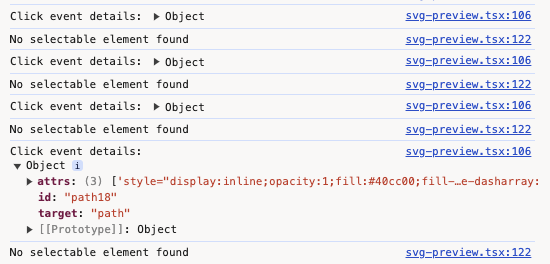 Click event details: ▶ Object svg-preview.tsx:106
No selectable element found svg-preview.tsx:122
Click event details: ▶ Object svg-preview.tsx:106
No selectable element found svg-preview.tsx:122
Click event details: ▶ Object svg-preview.tsx:106
No selectable element found svg-preview.tsx:122
Click event details: svg-preview.tsx:106
▼ Object i
▶ attrs: (3) ['style="display:inline;opacity:1;fill:#40cc00;fill-…e-dasharray:
id: "path18"
target: "path"
▶ [[Prototype]]: Object
No selectable element found svg-preview.tsx:122